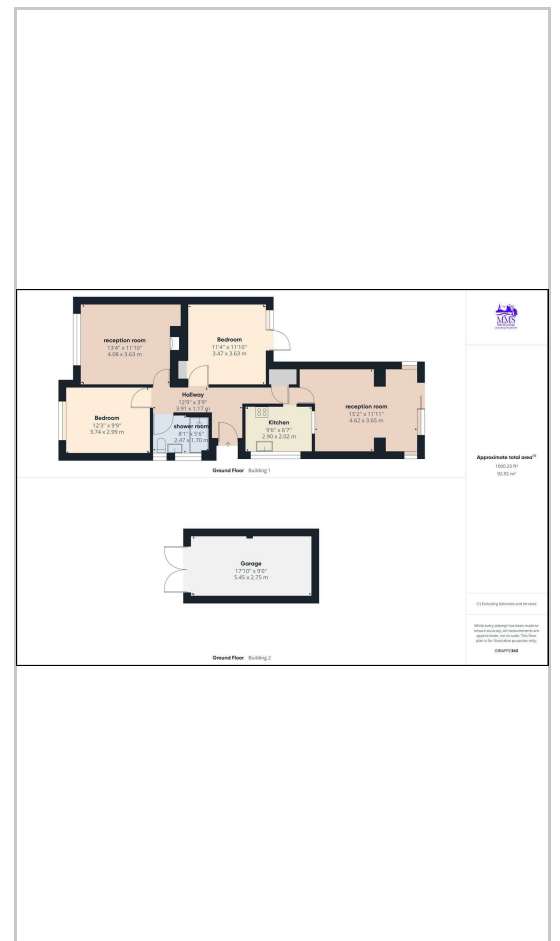 reception room
13'4" x 11'10"
4.08 x 3.63 m
Bedroom
11'4" x 11'10"
3.47 x 3.63 m
Hallway
12'9" x 3'9"
3.91 x 1.17 m
Bedroom
12'3" x 9'9"
3.74 x 2.99 m
shower room
8'1" x 5'6"
2.47 x 1.70 m
Kitchen
9'6" x 6'7"
2.90 x 2.02 m
reception room
15'2" x 11'11"
4.62 x 3.65 m
Ground Floor Building 1
Garage
17'10" x 9'0"
5.45 x 2.75 m
Ground Floor Building 2
MMS
Approximate total area⁽¹⁾
1000.23 ft²
92.92 m²
(1) Excluding balconies and terraces
While every attempt has been made to
ensure accuracy, all measurements are
approximate, not to scale. This floor
plan is for illustrative purposes only.
GIRAFFE360